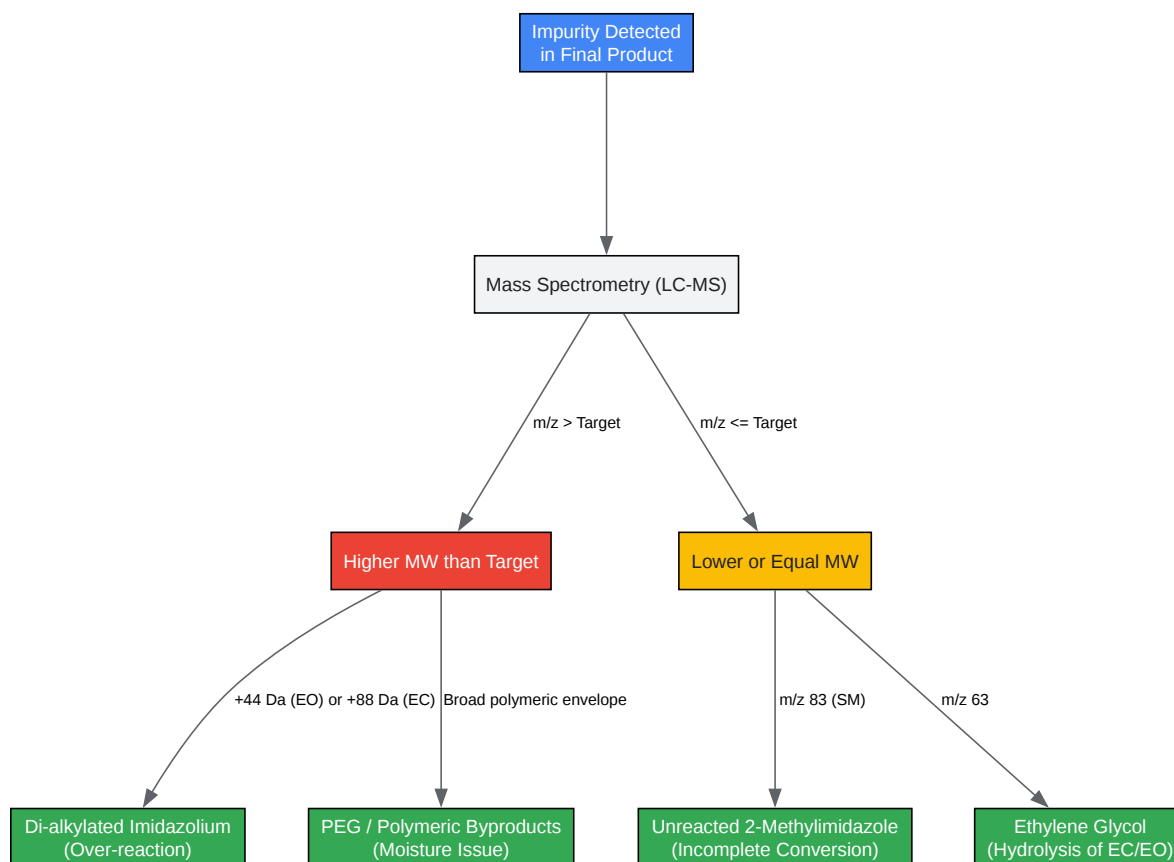 Impurity Detected
in Final Product
Mass Spectrometry (LC-MS)
m/z > Target
m/z <= Target
Higher MW than Target
Lower or Equal MW
+44 Da (EO) or +88 Da (EC)
Broad polymeric envelope
m/z 83 (SM)
m/z 63
Di-alkylated Imidazolium
(Over-reaction)
PEG / Polymeric Byproducts
(Moisture Issue)
Unreacted 2-Methylimidazole
(Incomplete Conversion)
Ethylene Glycol
(Hydrolysis of EC/EO)